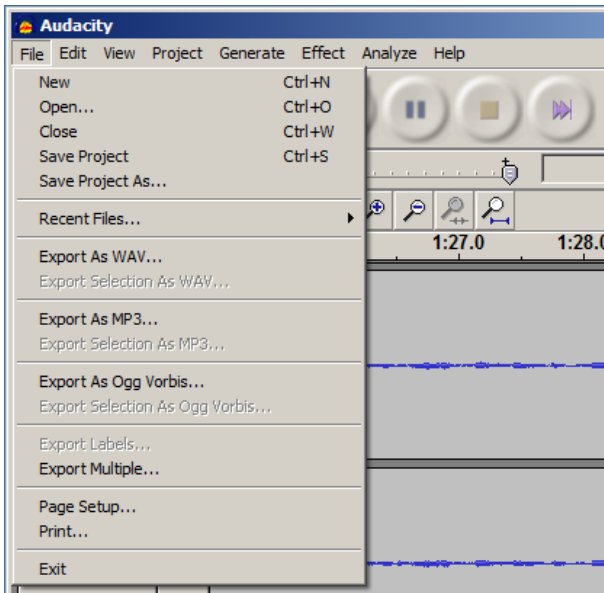 Audacity
File Edit View Project Generate Effect Analyze Help
New Ctrl+N
Open... Ctrl+O
Close Ctrl+W
Save Project Ctrl+S
Save Project As...
Recent Files...
1:27.0 1:28.0
Export As WAV...
Export Selection As WAV...
Export As MP3...
Export Selection As MP3...
Export As Ogg Vorbis...
Export Selection As Ogg Vorbis...
Export Labels...
Export Multiple...
Page Setup...
Print...
Exit